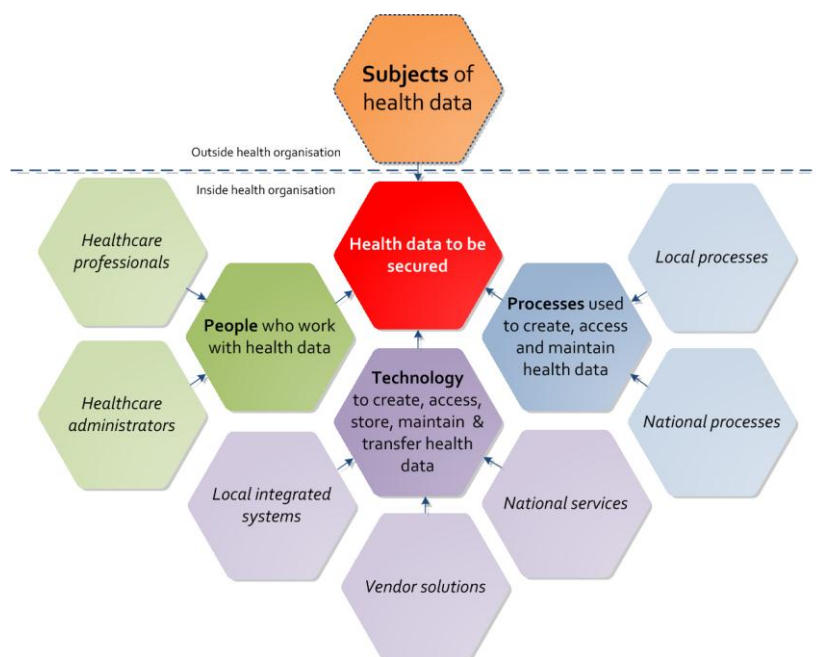 Subjects of
health data
Outside health organisation
Inside health organisation
Healthcare
professionals
Health data to be
secured
Local processes
People who work
with health data
Processes used
to create, access
and maintain
health data
Technology
to create, access,
store, maintain & 
transfer health
data
Healthcare
administrators
National processes
Local integrated
systems
National services
Vendor solutions